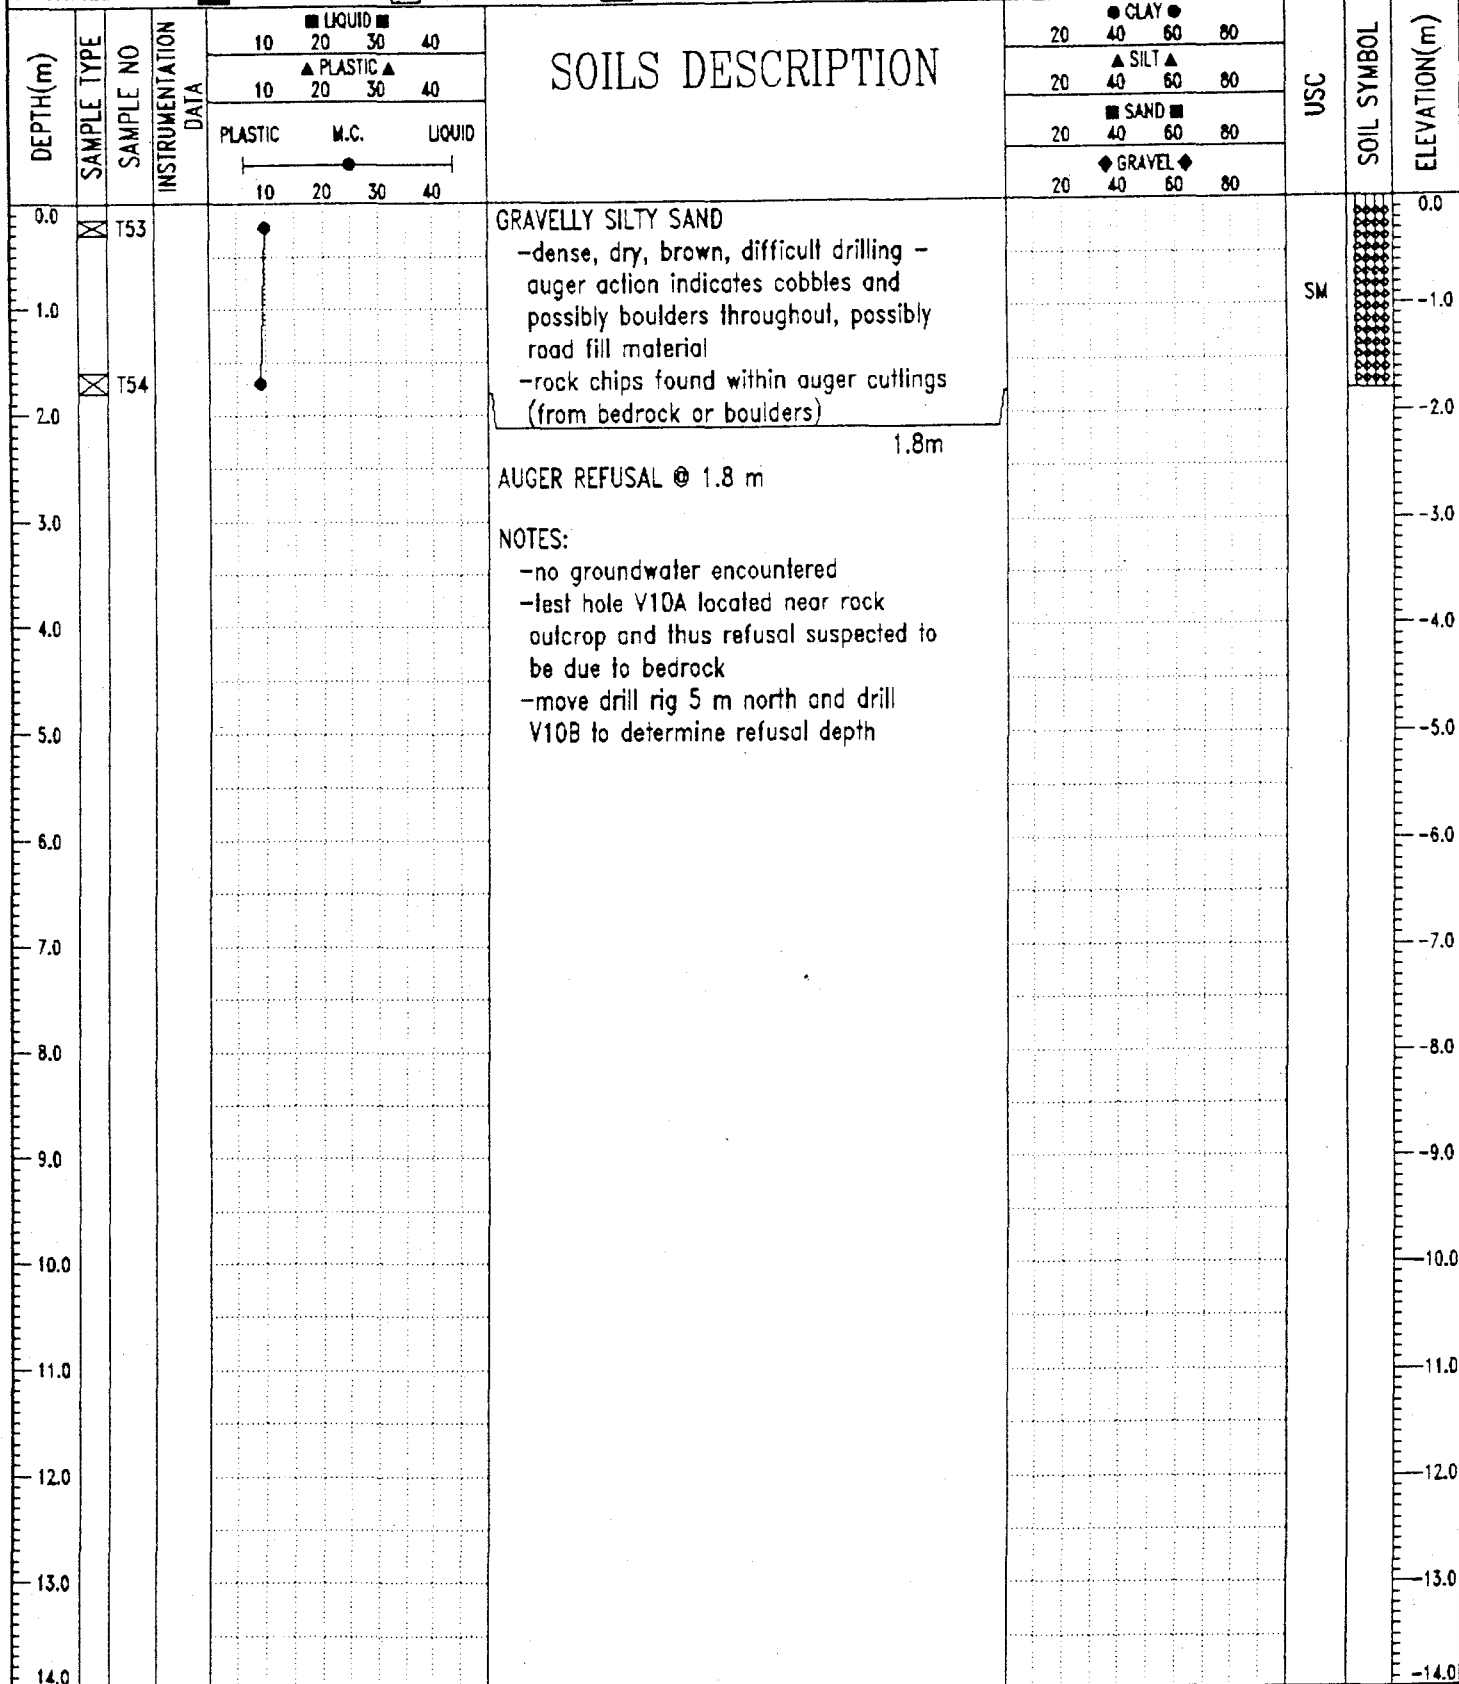 DEPTH(m)
SAMPLE TYPE
SAMPLE NO
INSTRUMENTATION
DATA
■ LIQUID ■
10 20 30 40
▲ PLASTIC ▲
10 20 30 40
PLASTIC M.C. LIQUID
10 20 30 40
SOILS DESCRIPTION
● CLAY ●
20 40 60 80
▲ SILT ▲
20 40 60 80
■ SAND ■
20 40 60 80
◆ GRAVEL ◆
20 40 60 80
USC
SOIL SYMBOL
ELEVATION(m)
0.0
1.0
2.0
3.0
4.0
5.0
6.0
7.0
8.0
9.0
10.0
11.0
12.0
13.0
14.0
T53
T54
GRAVELLY SILTY SAND
-dense, dry, brown, difficult drilling -
auger action indicates cobbles and
possibly boulders throughout, possibly
road fill material
-rock chips found within auger cuttings
(from bedrock or boulders)
1.8m
AUGER REFUSAL @ 1.8 m
NOTES:
-no groundwater encountered
-test hole V10A located near rock
outcrop and thus refusal suspected to
be due to bedrock
-move drill rig 5 m north and drill
V10B to determine refusal depth
SM
0.0
-1.0
-2.0
-3.0
-4.0
-5.0
-6.0
-7.0
-8.0
-9.0
-10.0
-11.0
-12.0
-13.0
-14.0